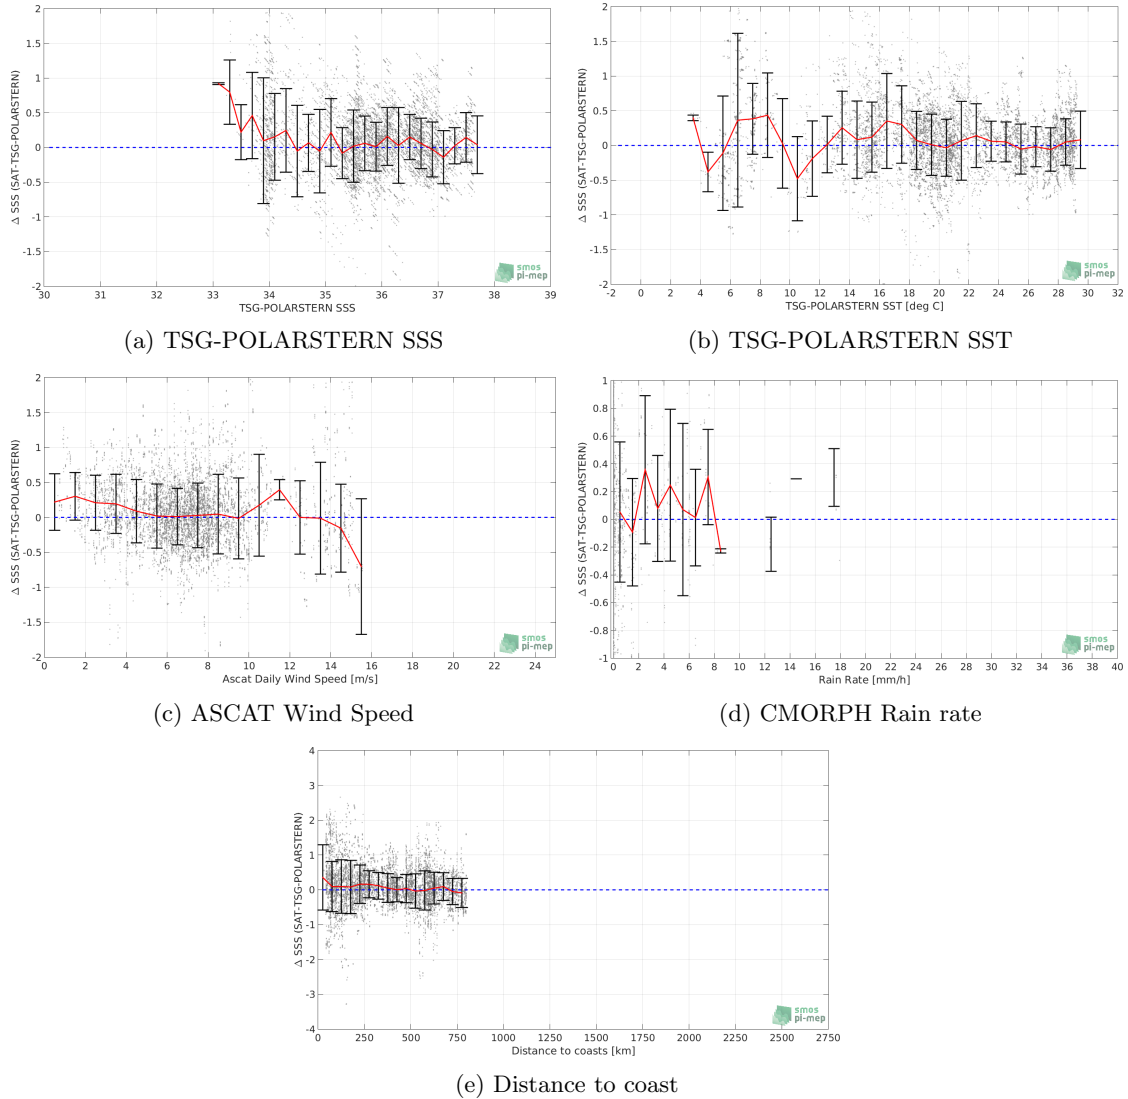 Δ SSS (SAT-TSG-POLARSTERN)
2
1.5
1
0.5
0
-0.5
-1
-1.5
-2
30 31 32 33 34 35 36 37 38 39
TSG-POLARSTERN SSS
smos
pi-mep
(a) TSG-POLARSTERN SSS
Δ SSS (SAT-TSG-POLARSTERN)
2
1.5
1
0.5
0
-0.5
-1
-1.5
-2
-2 0 2 4 6 8 10 12 14 16 18 20 22 24 26 28 30 32
TSG-POLARSTERN SST [deg C]
smos
pi-mep
(b) TSG-POLARSTERN SST
Δ SSS (SAT-TSG-POLARSTERN)
2
1.5
1
0.5
0
-0.5
-1
-1.5
-2
0 2 4 6 8 10 12 14 16 18 20 22 24
Ascat Daily Wind Speed [m/s]
smos
pi-mep
(c) ASCAT Wind Speed
Δ SSS (SAT-TSG-POLARSTERN)
1
0.8
0.6
0.4
0.2
0
-0.2
-0.4
-0.6
-0.8
-1
0 2 4 6 8 10 12 14 16 18 20 22 24 26 28 30 32 34 36 38 40
Rain Rate [mm/h]
smos
pi-mep
(d) CMORPH Rain rate
Δ SSS (SAT-TSG-POLARSTERN)
4
3
2
1
0
-1
-2
-3
-4
0 250 500 750 1000 1250 1500 1750 2000 2250 2500 2750
Distance to coasts [km]
smos
pi-mep
(e) Distance to coast